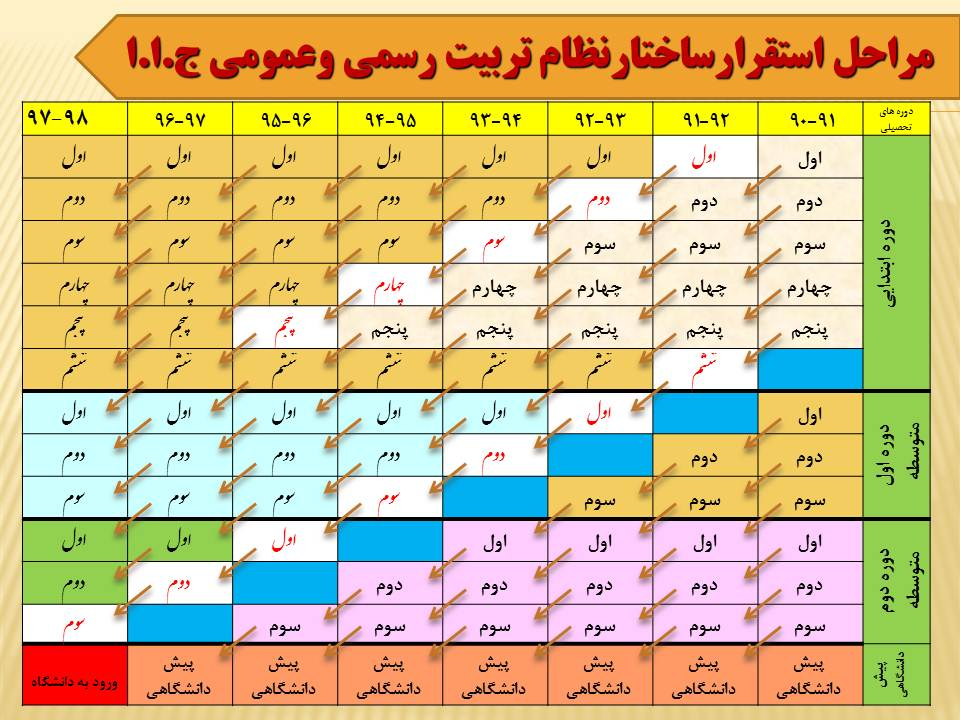 مراحل استقرارساختارنظام تربیت رسمی وعمومی ج.ا.ا
دوره های تحصیلی ۹۰-۹۱ ۹۱-۹۲ ۹۲-۹۳ ۹۳-۹۴ ۹۴-۹۵ ۹۵-۹۶ ۹۶-۹۷ ۹۷-۹۸
دوره ابتدایی
اول اول اول اول اول اول اول اول
دوم دوم دوم دوم دوم دوم دوم دوم
سوم سوم سوم سوم سوم سوم سوم سوم
چهارم چهارم چهارم چهارم چهارم چهارم چهارم چهارم
پنجم پنجم پنجم پنجم پنجم پنجم پنجم پنجم
ششم ششم ششم ششم ششم ششم ششم
دوره اول متوسطه
اول اول اول اول اول اول اول
دوم دوم دوم دوم دوم دوم دوم
سوم سوم سوم سوم سوم سوم سوم
دوره دوم متوسطه
اول اول اول اول اول اول اول
دوم دوم دوم دوم دوم دوم دوم
سوم سوم سوم سوم سوم سوم سوم
پیش دانشگاهی
پیش دانشگاهی پیش دانشگاهی پیش دانشگاهی پیش دانشگاهی پیش دانشگاهی پیش دانشگاهی پیش دانشگاهی ورود به دانشگاه